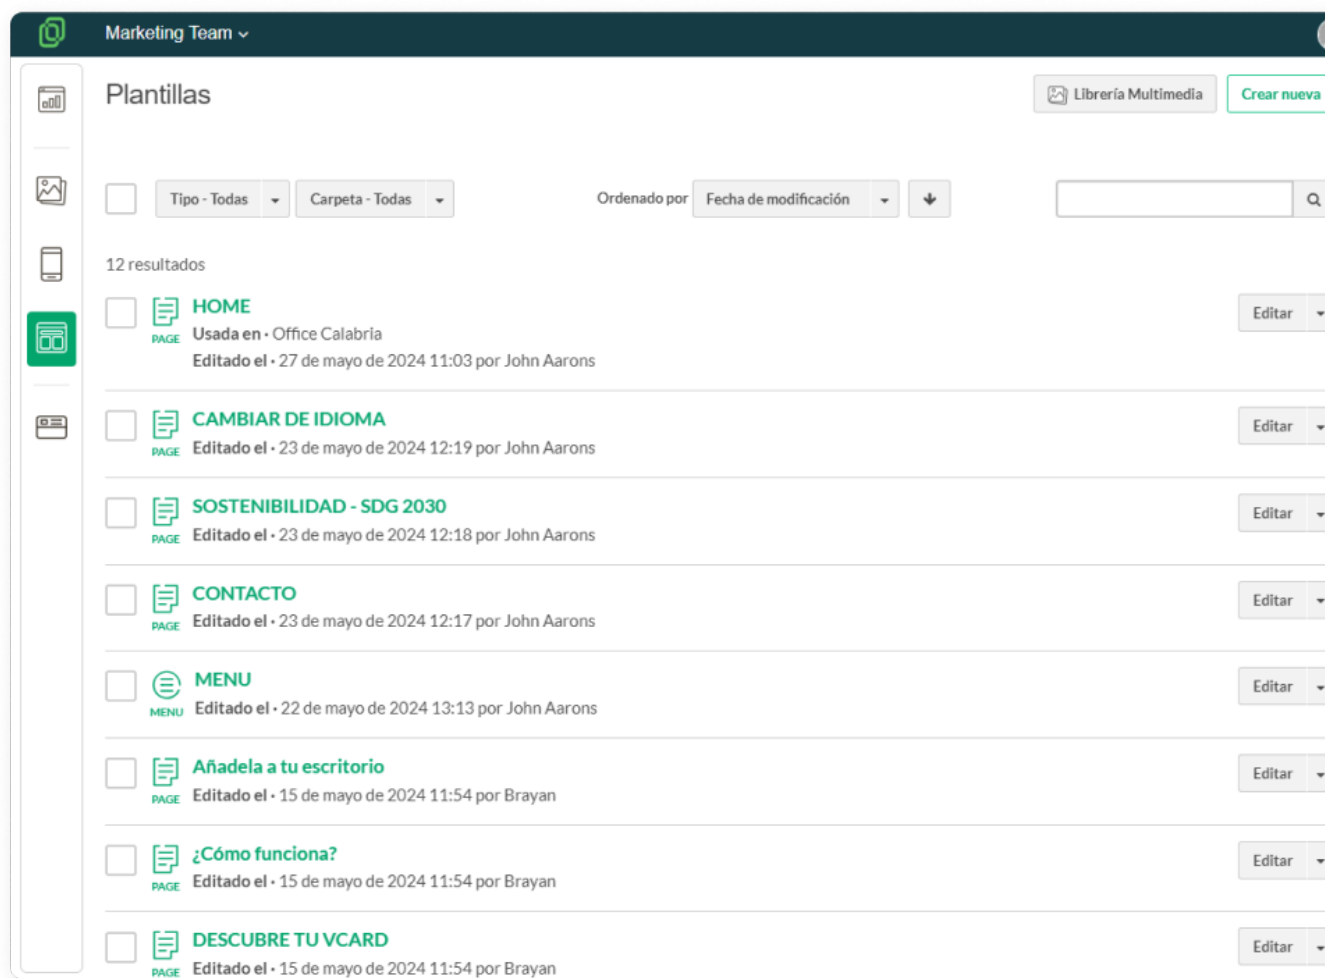 Marketing Team
Plantillas
Librería Multimedia
Crear nueva
Tipo - Todas
Carpeta - Todas
Ordenado por
Fecha de modificación
12 resultados
HOME
PAGE
Usada en · Office Calabria
Editado el · 27 de mayo de 2024 11:03 por John Aarons
Editar
CAMBIAR DE IDIOMA
PAGE
Editado el · 23 de mayo de 2024 12:19 por John Aarons
Editar
SOSTENIBILIDAD - SDG 2030
PAGE
Editado el · 23 de mayo de 2024 12:18 por John Aarons
Editar
CONTACTO
PAGE
Editado el · 23 de mayo de 2024 12:17 por John Aarons
Editar
MENU
MENU
Editado el · 22 de mayo de 2024 13:13 por John Aarons
Editar
Añadela a tu escritorio
PAGE
Editado el · 15 de mayo de 2024 11:54 por Brayan
Editar
¿Cómo funciona?
PAGE
Editado el · 15 de mayo de 2024 11:54 por Brayan
Editar
DESCUBRE TU VCARD
PAGE
Editado el · 15 de mayo de 2024 11:54 por Brayan
Editar